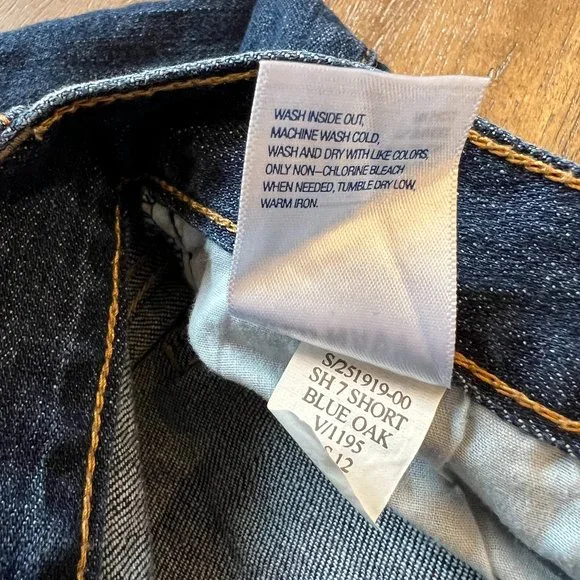 WASH INSIDE OUT,
MACHINE WASH COLD,
WASH AND DRY WITH LIKE COLORS,
ONLY NON-CHLORINE BLEACH
WHEN NEEDED, TUMBLE DRY LOW,
WARM IRON.
S/251919-00
SH 7 SHORT
BLUE OAK
V/1195
12